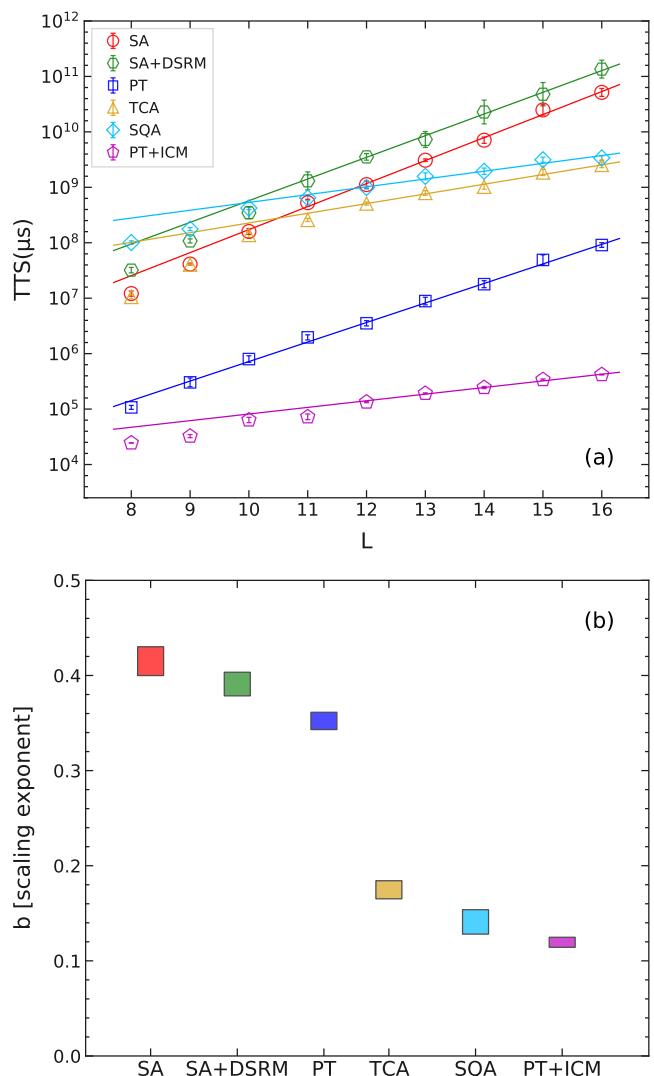 10¹²
10¹¹
10¹⁰
10⁹
10⁸
10⁷
10⁶
10⁵
10⁴
TTS(μs)
SA
SA+DSRM
PT
TCA
SQA
PT+ICM
(a)
8 9 10 11 12 13 14 15 16
L
0.5
0.4
0.3
0.2
0.1
0.0
b [scaling exponent]
(b)
SA SA+DSRM PT TCA SQA PT+ICM